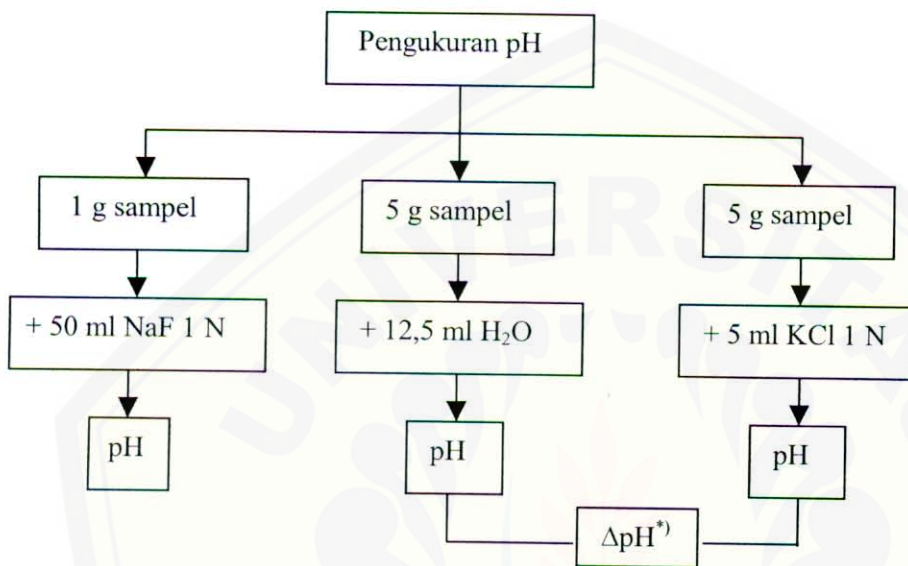 Pengukuran pH
1 g sampel
5 g sampel
5 g sampel
+ 50 ml NaF 1 N
+ 12,5 ml H₂O
+ 5 ml KCl 1 N
pH
pH
pH
ΔpH*)
UNIVERSITA